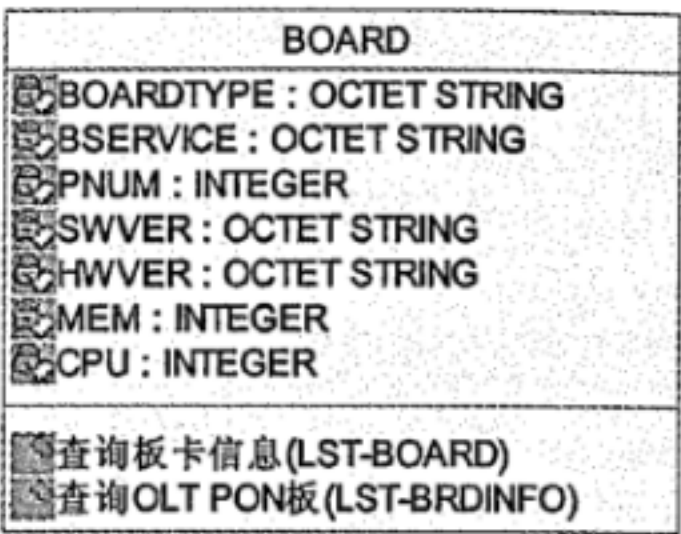 BOARD
BOARDTYPE : OCTET STRING
BSERVICE : OCTET STRING
PNUM : INTEGER
SWVER : OCTET STRING
HWVER : OCTET STRING
MEM : INTEGER
CPU : INTEGER
查询板卡信息(LST-BOARD)
查询OLT PON板(LST-BRDINFO)